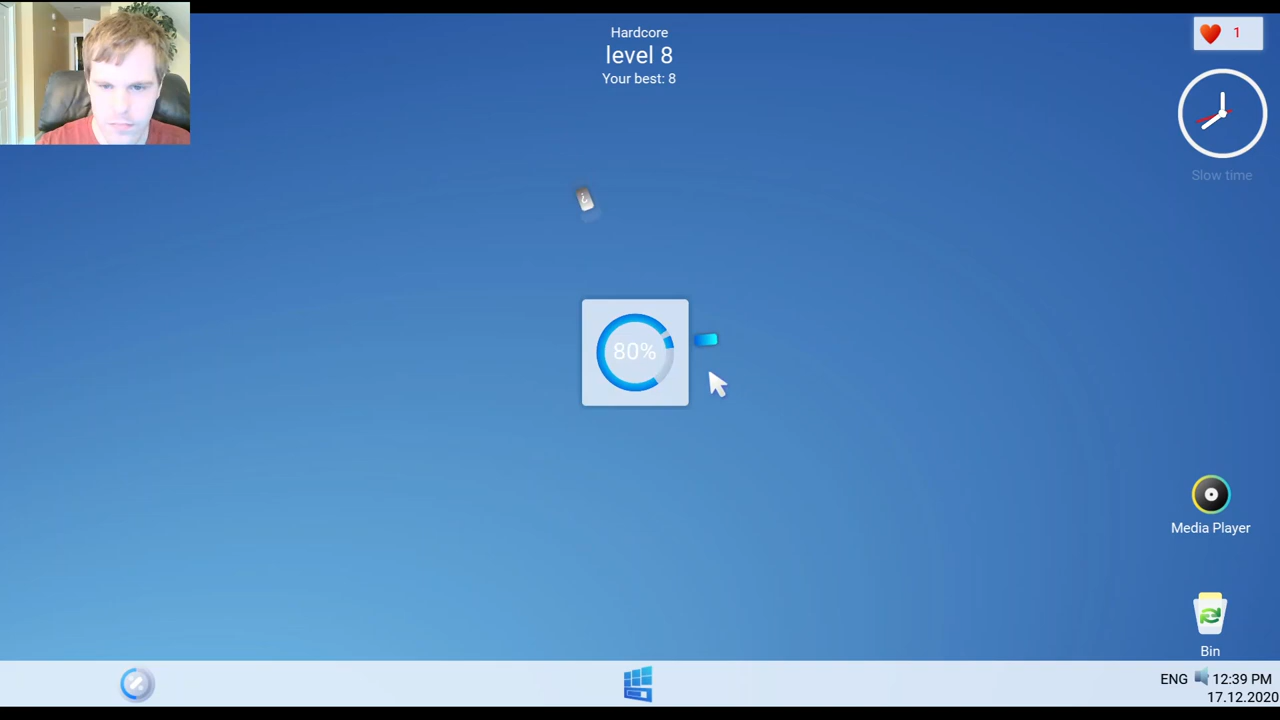 Hardcore
level 8
Your best: 8
1
Slow time
?
80%
Media Player
Bin
ENG 12:39 PM
17.12.2020